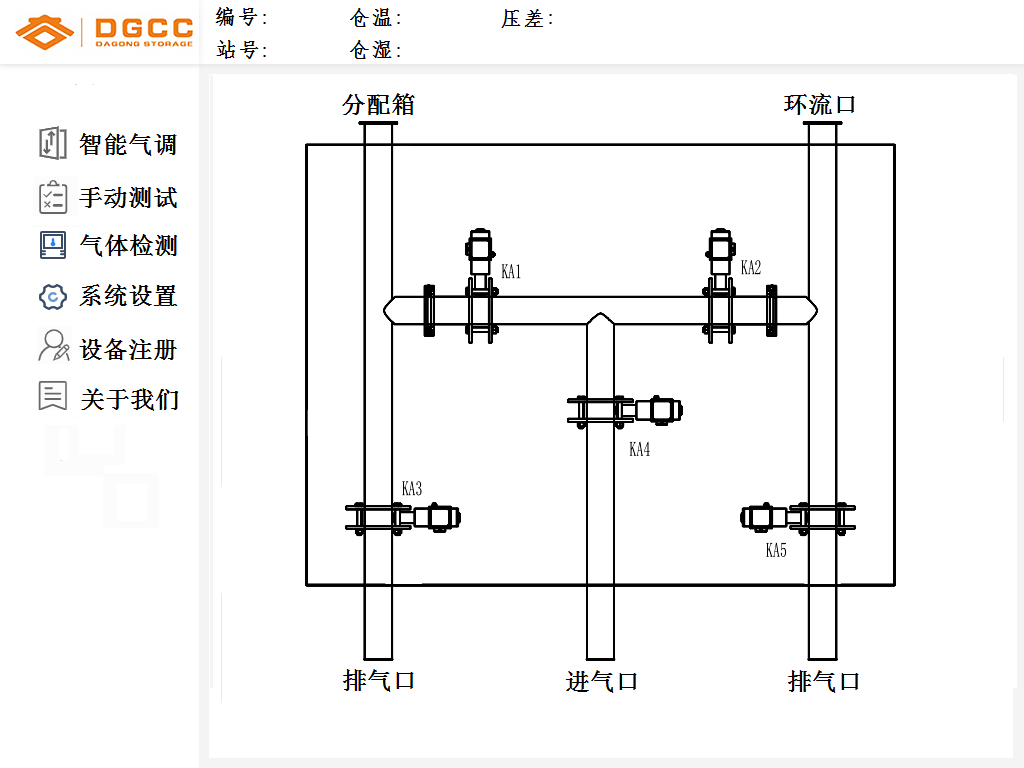 DGCC
DAGONG STORAGE
编号:
仓温:
压差:
站号:
仓湿:
智能气调
手动测试
气体检测
系统设置
设备注册
关于我们
分配箱
环流口
KA1
KA2
KA4
KA3
KA5
排气口
进气口
排气口